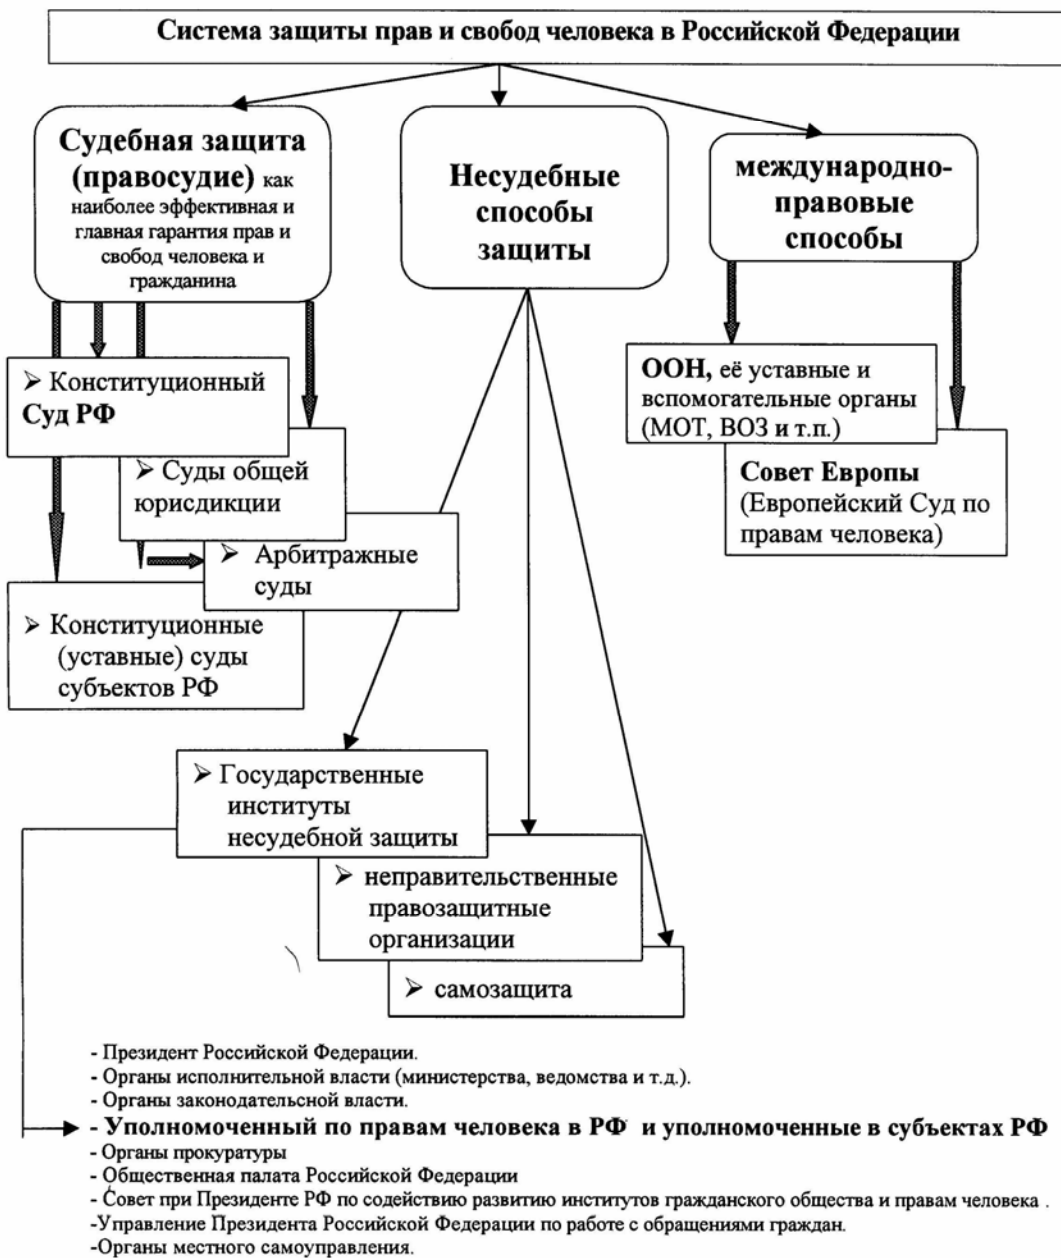 Система защиты прав и свобод человека в Российской Федерации
Судебная защита
(правосудие) как
наиболее эффективная и
главная гарантия прав и
свобод человека и
гражданина
Несудебные
способы
защиты
международно-
правовые
способы
➢ Конституционный
Суд РФ
➢ Суды общей
юрисдикции
➢ Арбитражные
суды
➢ Конституционные
(уставные) суды
субъектов РФ
ООН, её уставные и
вспомогательные органы
(МОТ, ВОЗ и т.п.)
Совет Европы
(Европейский Суд по
правам человека)
➢ Государственные
институты
несудебной защиты
➢ неправительственные
правозащитные
организации
➢ самозащита
- Президент Российской Федерации.
- Органы исполнительной власти (министерства, ведомства и т.д.).
- Органы законодательсной власти.
- Уполномоченный по правам человека в РФ и уполномоченные в субъектах РФ
- Органы прокуратуры
- Общественная палата Российской Федерации
- Совет при Президенте РФ по содействию развитию институтов гражданского общества и правам человека .
-Управление Президента Российской Федерации по работе с обращениями граждан.
-Органы местного самоуправления.